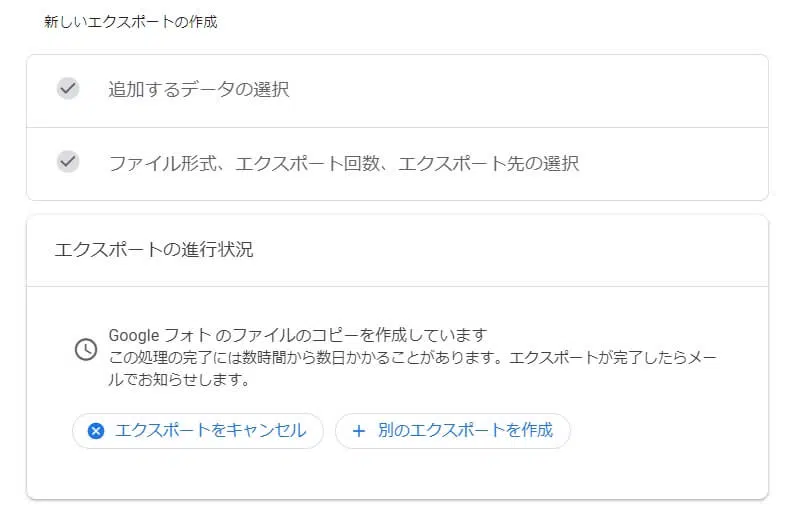 新しいエクスポートの作成
追加するデータの選択
ファイル形式、エクスポート回数、エクスポート先の選択
エクスポートの進行状況
Google フォト のファイルのコピーを作成しています
この処理の完了には数時間から数日かかることがあります。エクスポートが完了したらメー
ルでお知らせします。
エクスポートをキャンセル
別のエクスポートを作成